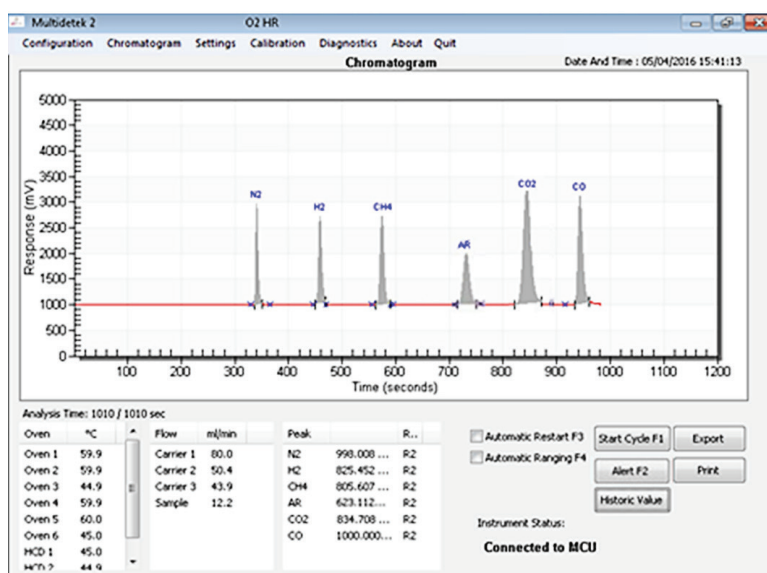 Multidetek 2 O2 HR
Configuration Chromatogram Settings Calibration Diagnostics About Quit
Chromatogram Date And Time : 05/04/2016 15:41:13
Response (mV)
5000
4500
4000
3500
3000
2500
2000
1500
1000
500
0
N2 H2 CH4 AR CO2 CO
100 200 300 400 500 600 700 800 900 1000 1100 1200
Time (seconds)
Analysis Time: 1010 / 1010 sec
Oven °C
Oven 1 59.9
Oven 2 59.9
Oven 3 44.9
Oven 4 59.9
Oven 5 60.0
Oven 6 45.0
HCD 1 45.0
HCD 2 44.9
Flow ml/min
Carrier 1 80.0
Carrier 2 50.4
Carrier 3 43.9
Sample 12.2
Peak R..
N2 998.008 ... R2
H2 825.452 ... R2
CH4 805.607 ... R2
AR 623.112... R2
CO2 834.708 ... R2
CO 1000.000... R2
Automatic Restart F3
Automatic Ranging F4
Start Cycle F1 Export
Alert F2 Print
Historic Value
Instrument Status:
Connected to MCU